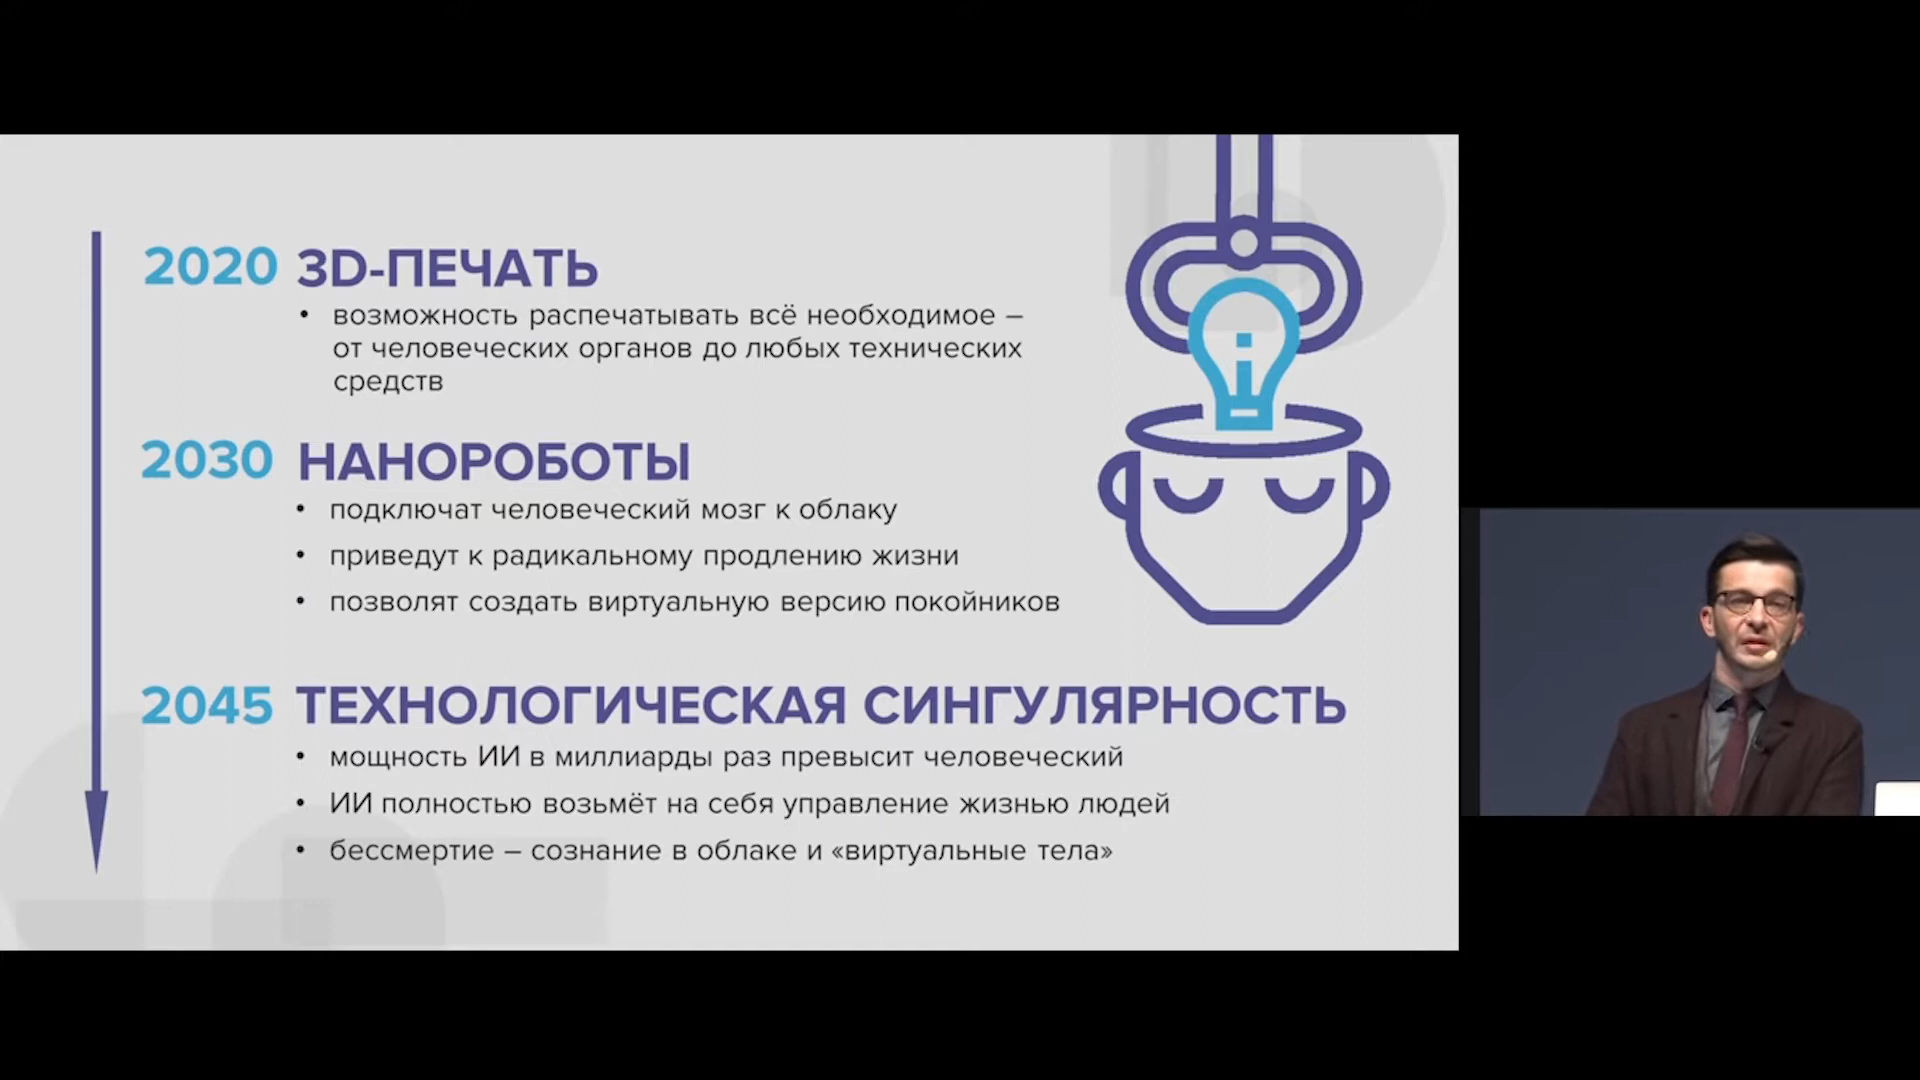 2020 3D-ПЕЧАТЬ
• возможность распечатывать всё необходимое –
от человеческих органов до любых технических
средств
2030 НАНОРОБОТЫ
• подключат человеческий мозг к облаку
• приведут к радикальному продлению жизни
• позволят создать виртуальную версию покойников
2045 ТЕХНОЛОГИЧЕСКАЯ СИНГУЛЯРНОСТЬ
• мощность ИИ в миллиарды раз превысит человеческий
• ИИ полностью возьмёт на себя управление жизнью людей
• бессмертие – сознание в облаке и «виртуальные тела»